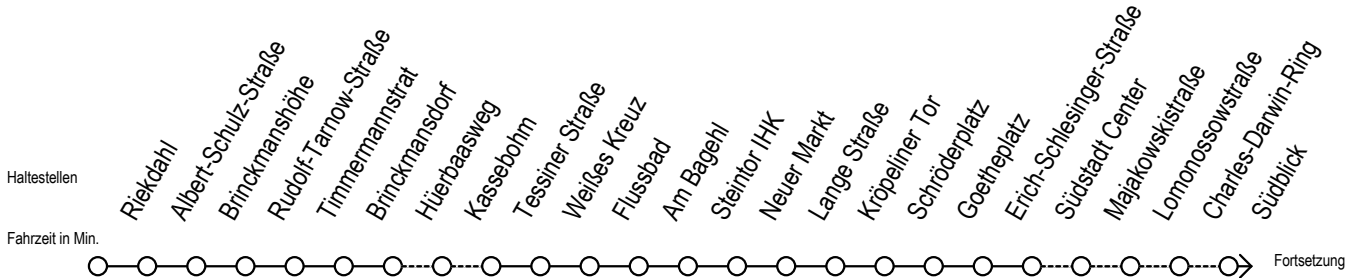 Haltestellen
Riekdahl
Albert-Schulz-Straße
Brinckmanshöhe
Rudolf-Tarnow-Straße
Timmermannstrat
Brinckmansdorf
Hüerbaasweg
Kassebohm
Tessiner Straße
Weißes Kreuz
Flussbad
Am Bagehl
Steintor IHK
Neuer Markt
Lange Straße
Kröpeliner Tor
Schröderplatz
Goetheplatz
Erich-Schlesinger-Straße
Südstadt Center
Majakowskistraße
Lomonossowstraße
Charles-Darwin-Ring
Südblick
Fahrzeit in Min.
Fortsetzung